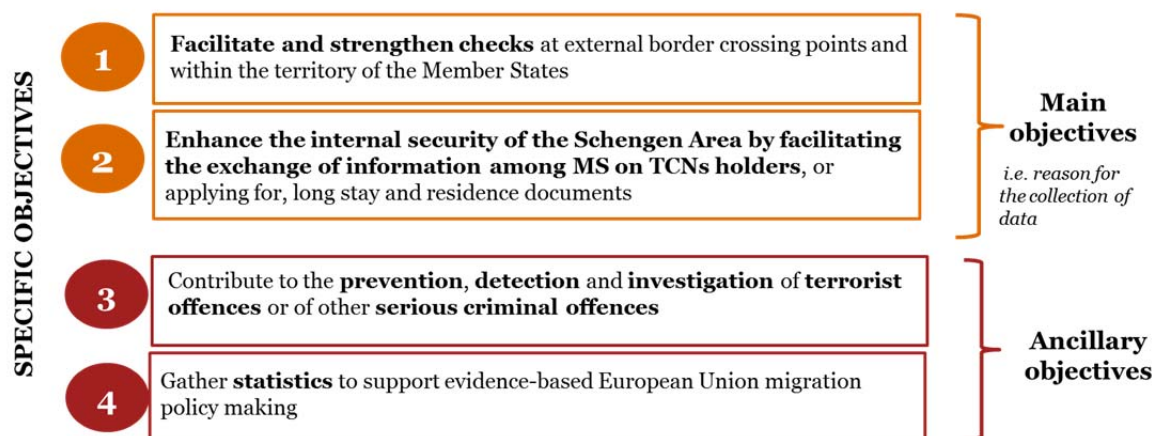 SPECIFIC OBJECTIVES
1
Facilitate and strengthen checks at external border crossing points and
within the territory of the Member States
2
Enhance the internal security of the Schengen Area by facilitating
the exchange of information among MS on TCNs holders, or
applying for, long stay and residence documents
Main
objectives
i.e. reason for
the collection of
data
3
Contribute to the prevention, detection and investigation of terrorist
offences or of other serious criminal offences
4
Gather statistics to support evidence-based European Union migration
policy making
Ancillary
objectives